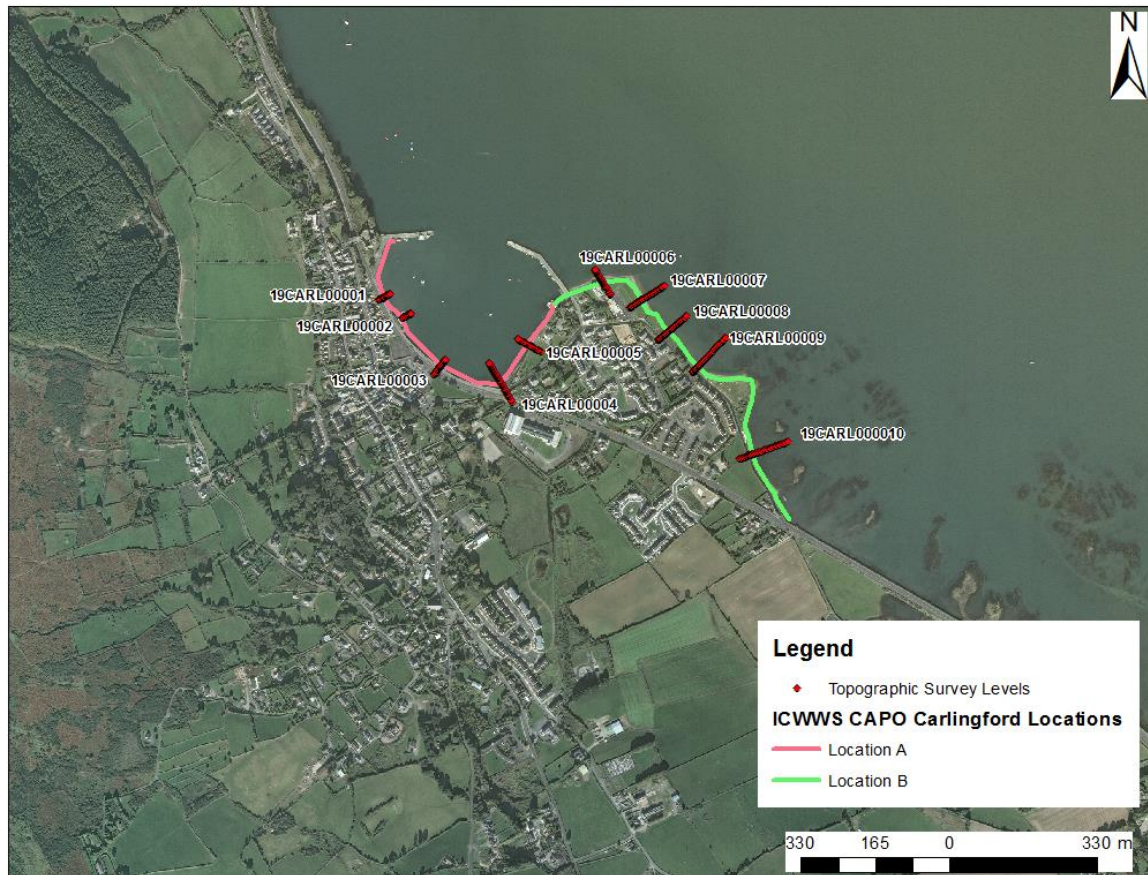 N
19CARL00006
19CARL00007
19CARL00001
19CARL00008
19CARL00002
19CARL00009
19CARL00005
19CARL00003
19CARL00004
19CARL000010
Legend
Topographic Survey Levels
ICWWS CAPO Carlingford Locations
Location A
Location B
330 165 0 330 m